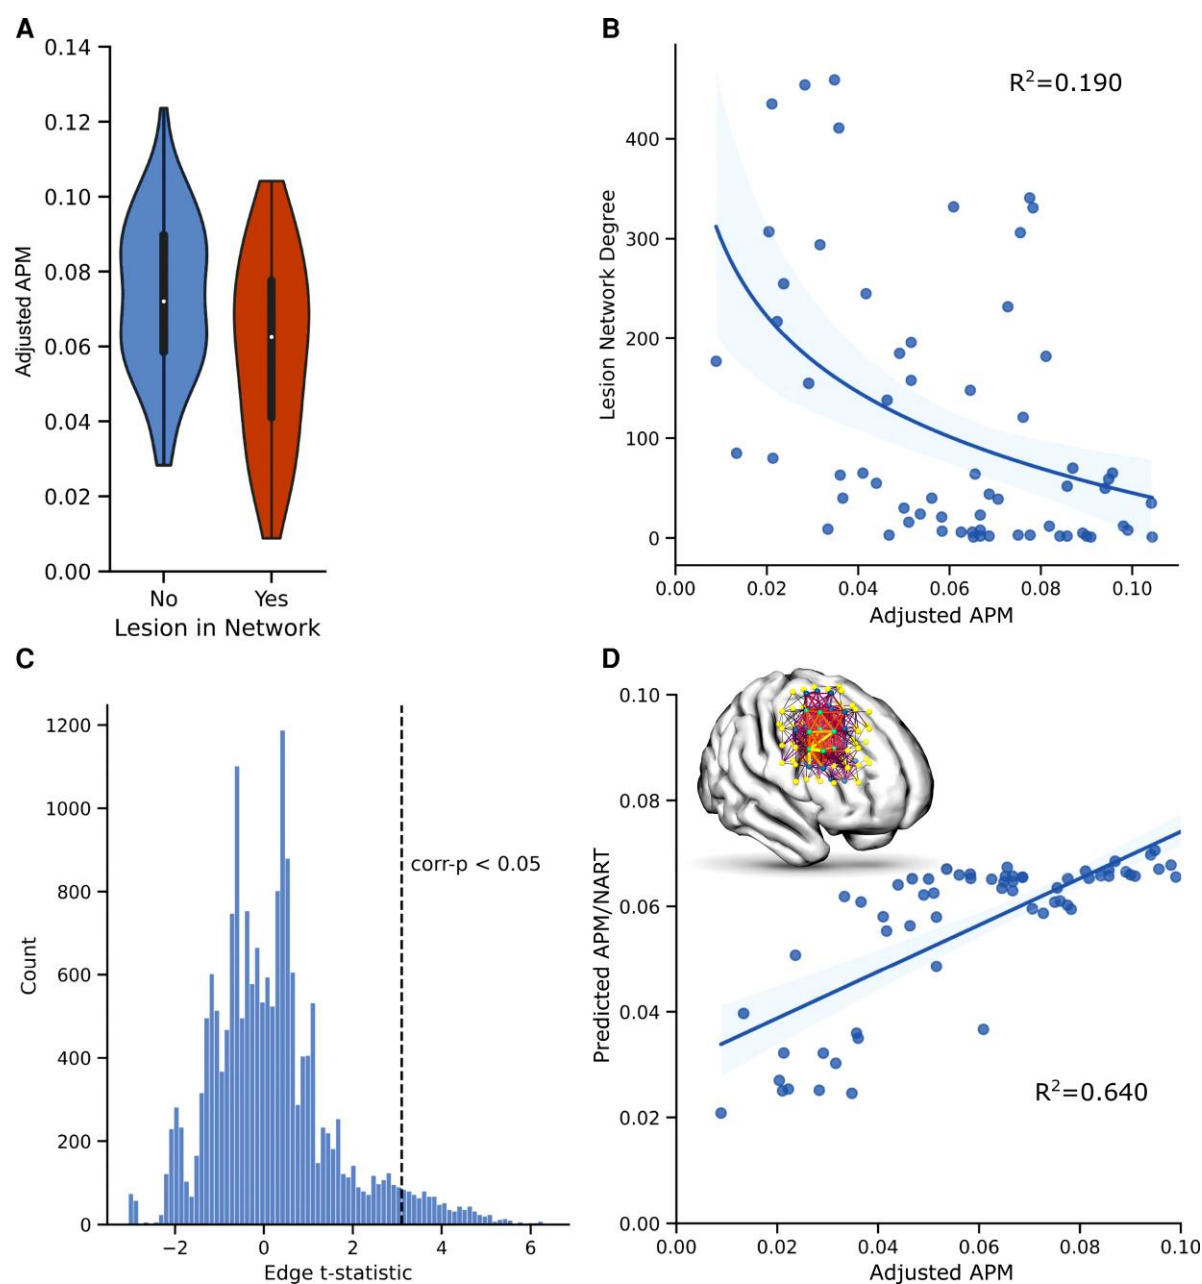 A
0.14
0.12
0.10
0.08
0.06
0.04
0.02
0.00
Adjusted APM
No Yes
Lesion in Network
B
R²=0.190
400
300
200
100
0
Lesion Network Degree
0.00 0.02 0.04 0.06 0.08 0.10
Adjusted APM
C
1200
1000
800
600
400
200
0
Count
corr-p < 0.05
−2 0 2 4 6
Edge t-statistic
D
0.10
0.08
0.06
0.04
0.02
0.00
Predicted APM/NART
R²=0.640
0.00 0.02 0.04 0.06 0.08 0.10
Adjusted APM